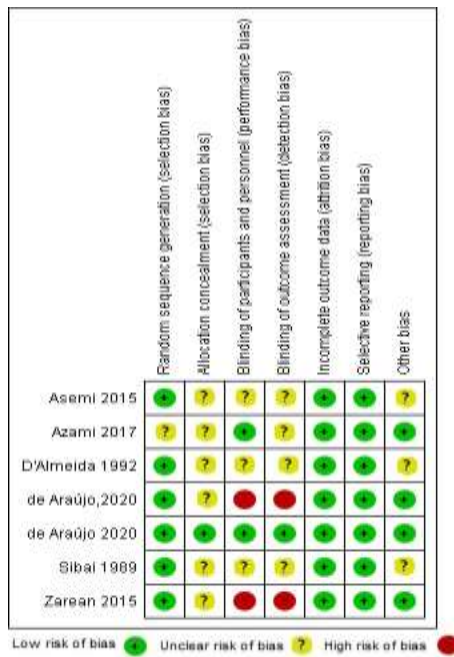 Random sequence generation (selection bias)
Allocation concealment (selection bias)
Blinding of participants and personnel (performance bias)
Blinding of outcome assessment (detection bias)
Incomplete outcome data (attrition bias)
Selective reporting (reporting bias)
Other bias
Asemi 2015 + ? ? ? + + ?
Azami 2017 ? ? + ? + + +
D'Almeida 1992 + ? ? ? + + ?
de Araújo,2020 + ? + + +
de Araújo 2020 + + + + + + +
Sibai 1989 + ? ? ? + + ?
Zarean 2015 + ? + + +
Low risk of bias + Unclear risk of bias ? High risk of bias